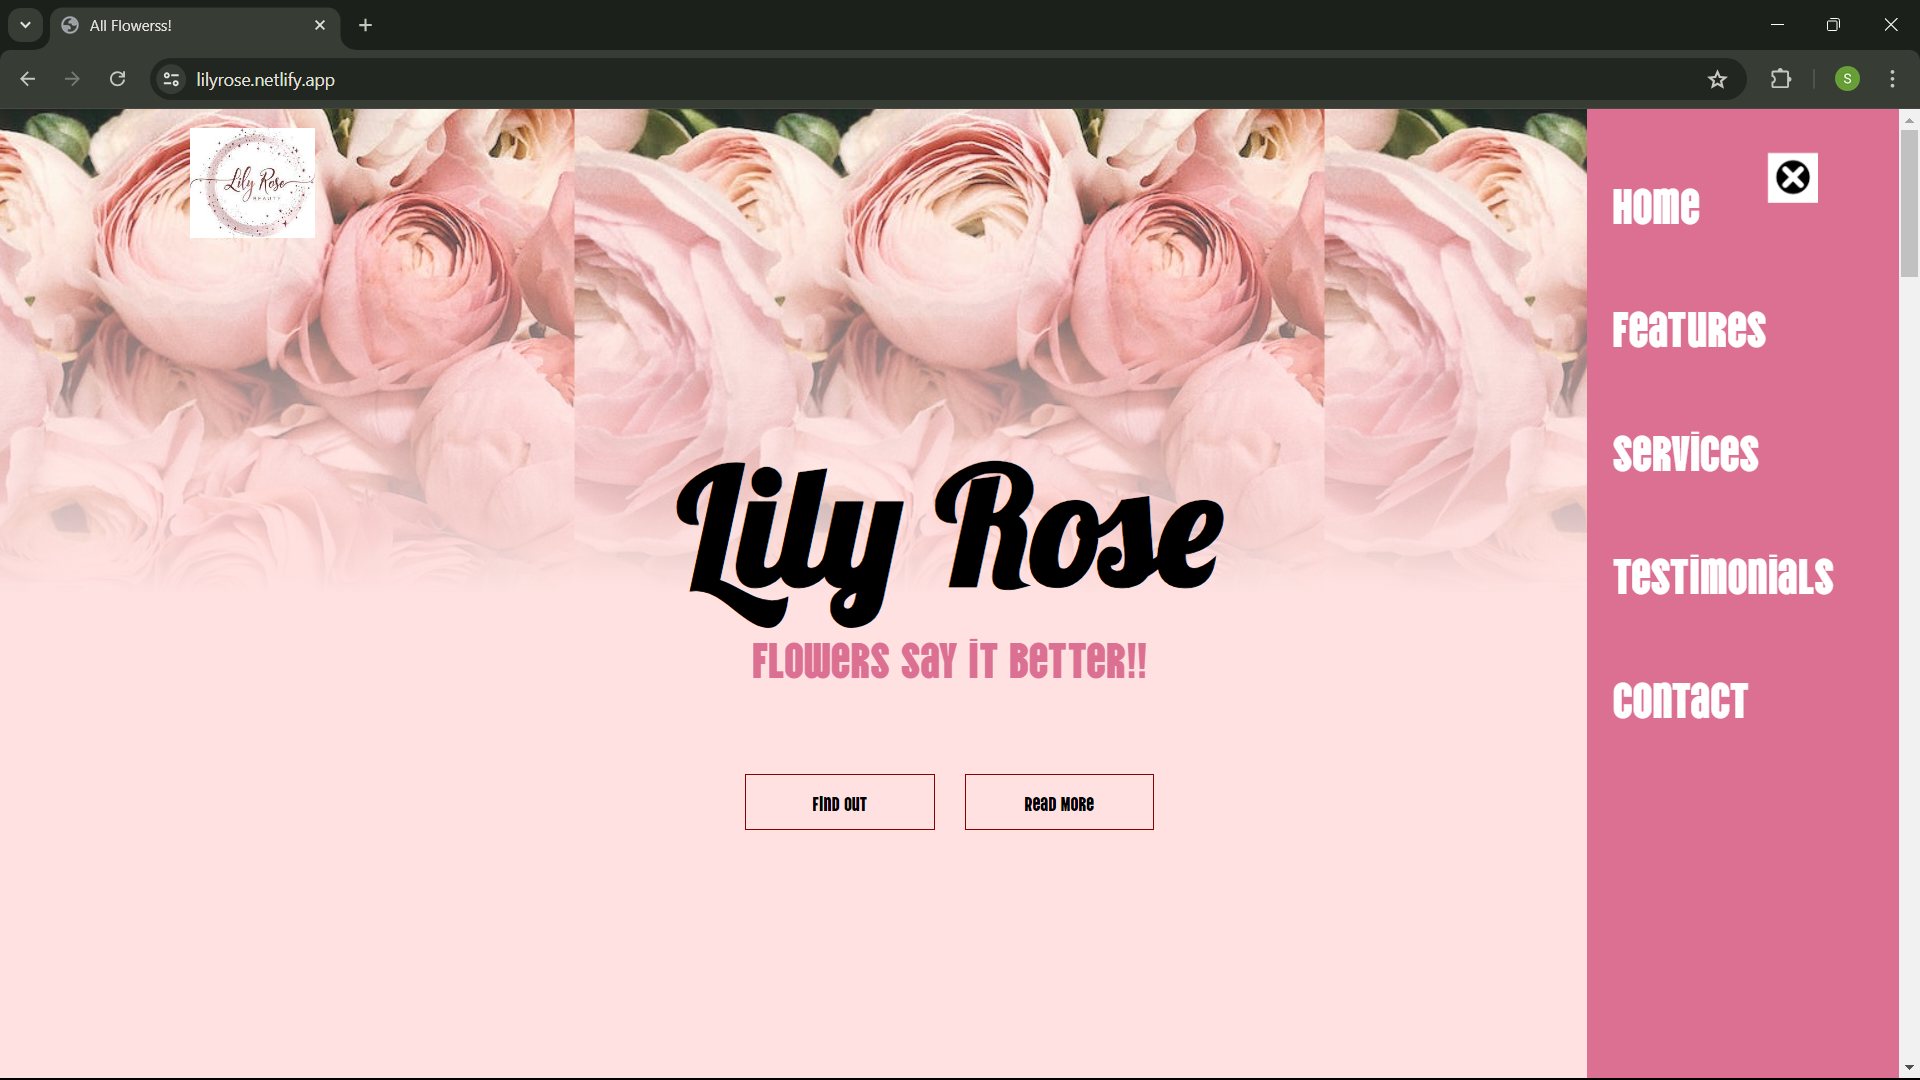 All Flowerss!
lilyrose.netlify.app
S
Lily Rose
BEAUTY
Home
Features
Services
Testimonials
Contact
Lily Rose
Flowers Say It Better!!
Find Out
Read More